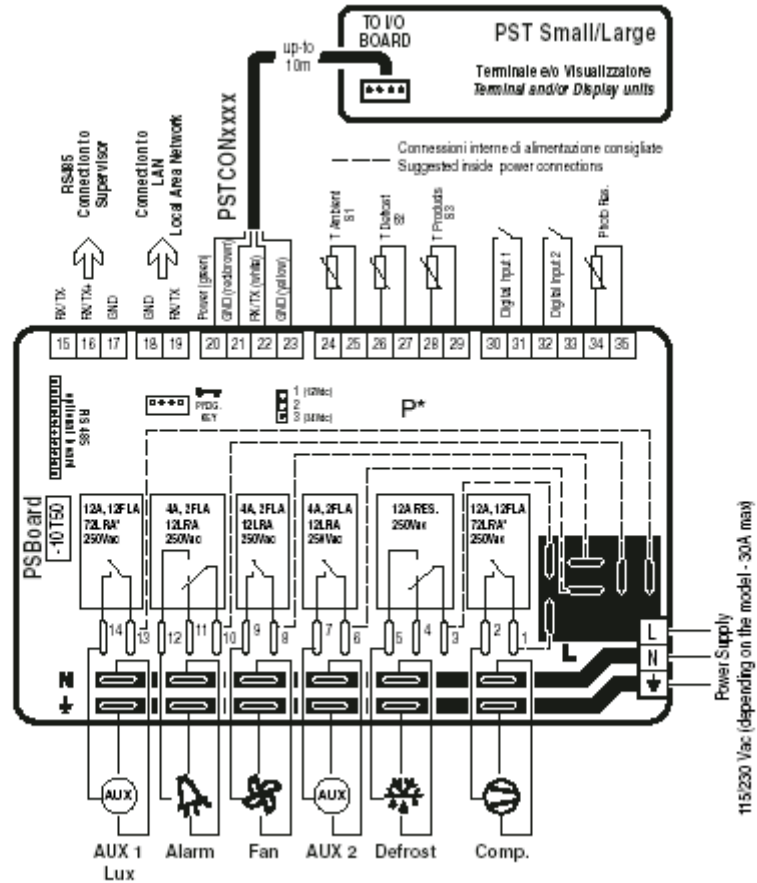 TO I/O
BOARD
PST Small/Large
Terminale e/o Visualizzatore
Terminal and/or Display units
up-to
10m
PSTCONxxxx
Connessioni interne di alimentazione consigliate
Suggested inside power connections
RS485
Connection to
Supervisor
Connection to
LAN
Local Area Network
RX/TX-
RX/TX+
GND
GND
RX/TX
Power (green)
GND (red/brown)
RX/TX (white)
GND (yellow)
T Ambient
S1
T Defrost
S2
T Products
S3
Digital Input 1
Digital Input 2
Photo Res.
15 16 17 18 19 20 21 22 23 24 25 26 27 28 29 30 31 32 33 34 35
RS 485
optional board
PROG.
KEY
1 (12Vdc)
2
3 (24Vdc)
P*
PSBoard
-10T50
12A, 12FLA
72LRA*
250Vac
4A, 2FLA
12LRA
250Vac
4A, 2FLA
12LRA
250Vac
4A, 2FLA
12LRA
250Vac
12A RES.
250Vac
12A, 12FLA
72LRA*
250Vac
14 13 12 11 10 9 8 7 6 5 4 3 2 1
L
L
N
N
Power Supply
115/230 Vac (depending on the model - 30A max)
AUX
AUX
AUX 1
Lux
Alarm
Fan
AUX 2
Defrost
Comp.